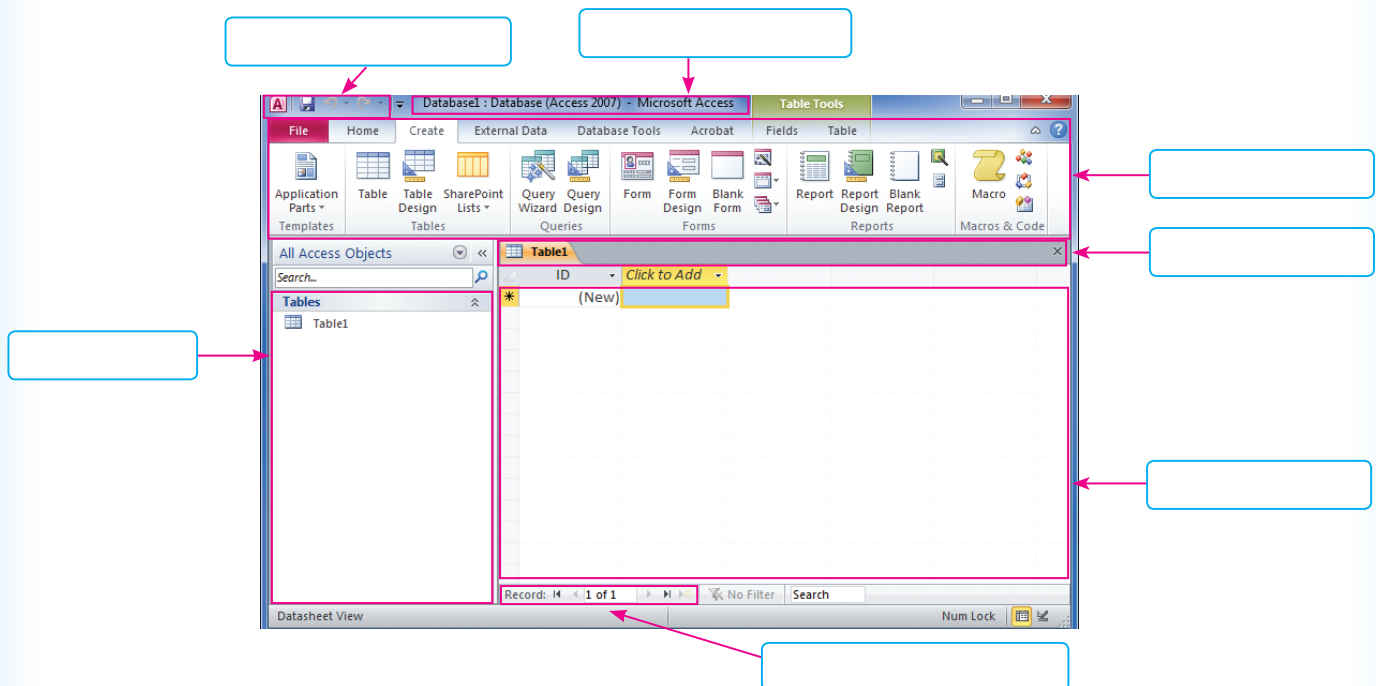 A Database1 : Database (Access 2007) - Microsoft Access Table Tools
File Home Create External Data Database Tools Acrobat Fields Table ?
Application Parts Table Table Design SharePoint Lists Query Wizard Query Design Form Form Design Blank Form Report Report Design Blank Report Macro
Templates Tables Queries Forms Reports Macros & Code
All Access Objects « Table1
Search... ID Click to Add
Tables (New)
Table1
Record: 1 of 1 No Filter Search
Datasheet View Num Lock